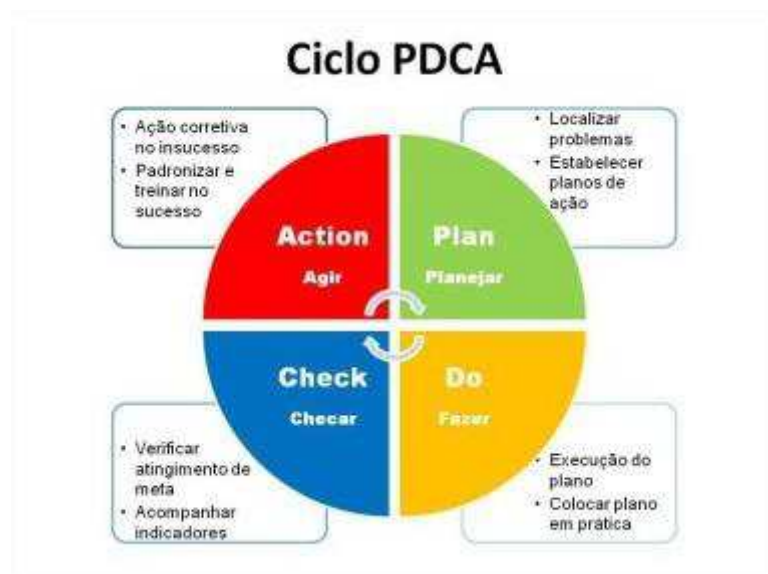 Ciclo PDCA
• Ação corretiva
no insucesso
• Padronizar e
treinar no
sucesso
• Localizar
problemas
• Estabelecer
planos de
ação
Action
Agir
Plan
Planejar
Check
Checar
Do
Fazer
• Verificar
atingimento de
meta
• Acompanhar
indicadores
• Execução do
plano
• Colocar plano
em prática